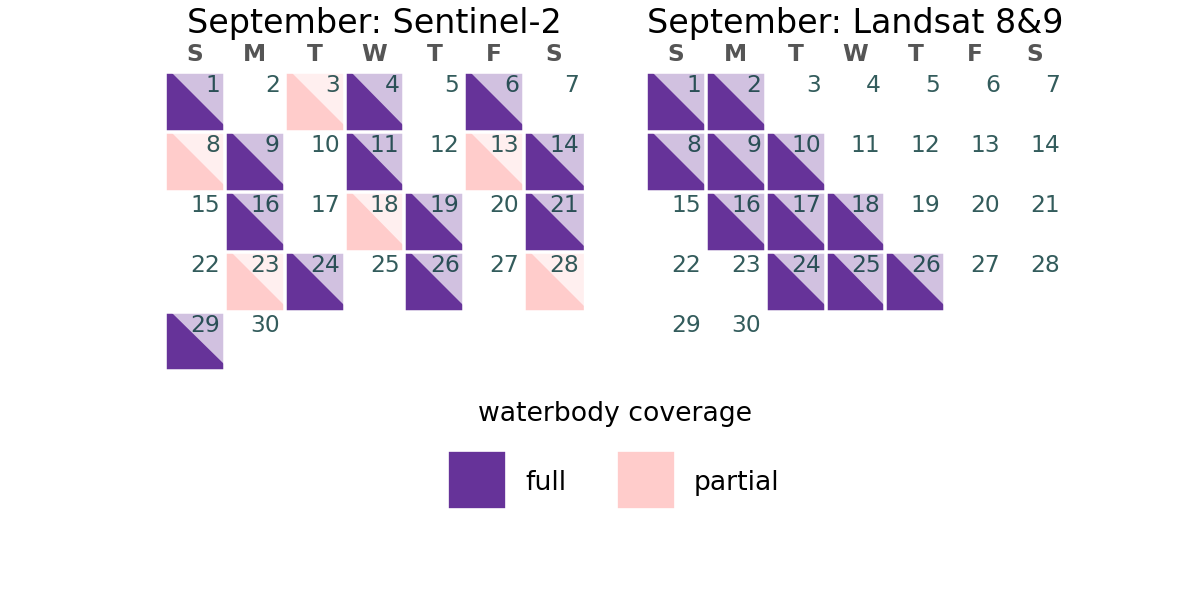 September: Sentinel-2
S M T W T F S
1 2 3 4 5 6 7
8 9 10 11 12 13 14
15 16 17 18 19 20 21
22 23 24 25 26 27 28
29 30
September: Landsat 8&9
S M T W T F S
1 2 3 4 5 6 7
8 9 10 11 12 13 14
15 16 17 18 19 20 21
22 23 24 25 26 27 28
29 30
waterbody coverage
full partial